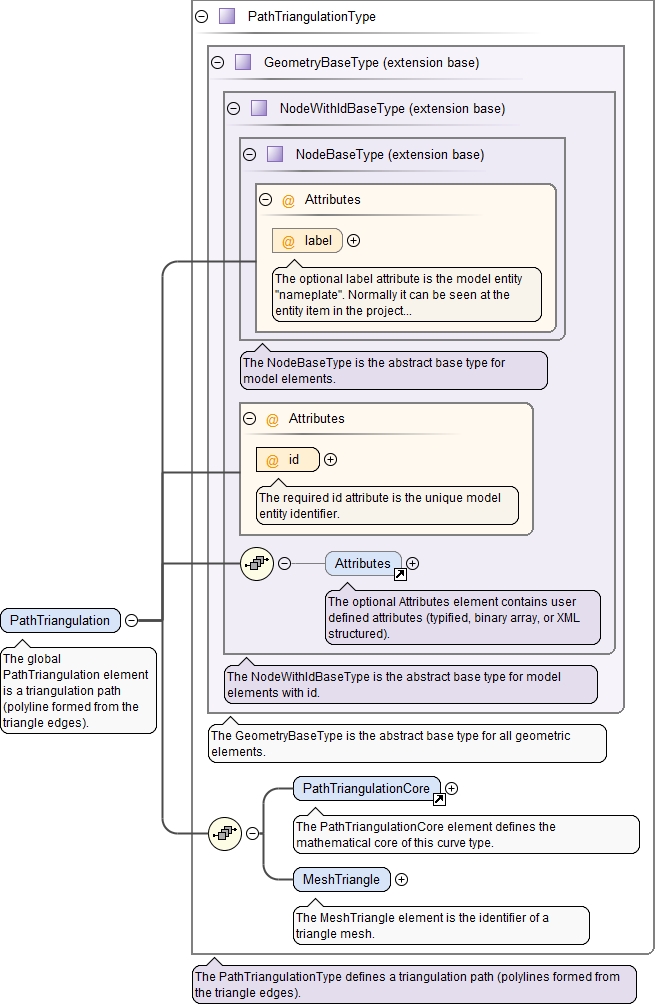 PathTriangulationType
GeometryBaseType (extension base)
NodeWithIdBaseType (extension base)
NodeBaseType (extension base)
@ Attributes
@ label
The optional label attribute is the model entity
"nameplate". Normally it can be seen at the
entity item in the project...
The NodeBaseType is the abstract base type for
model elements.
@ Attributes
@ id
The required id attribute is the unique model
entity identifier.
Attributes
The optional Attributes element contains user
defined attributes (typified, binary array, or XML
structured).
PathTriangulation
The global
PathTriangulation element
is a triangulation path
(polyline formed from the
triangle edges).
The NodeWithIdBaseType is the abstract base type for model
elements with id.
The GeometryBaseType is the abstract base type for all geometric
elements.
PathTriangulationCore
The PathTriangulationCore element defines the
mathematical core of this curve type.
MeshTriangle
The MeshTriangle element is the identifier of a
triangle mesh.
The PathTriangulationType defines a triangulation path (polylines formed from
the triangle edges).